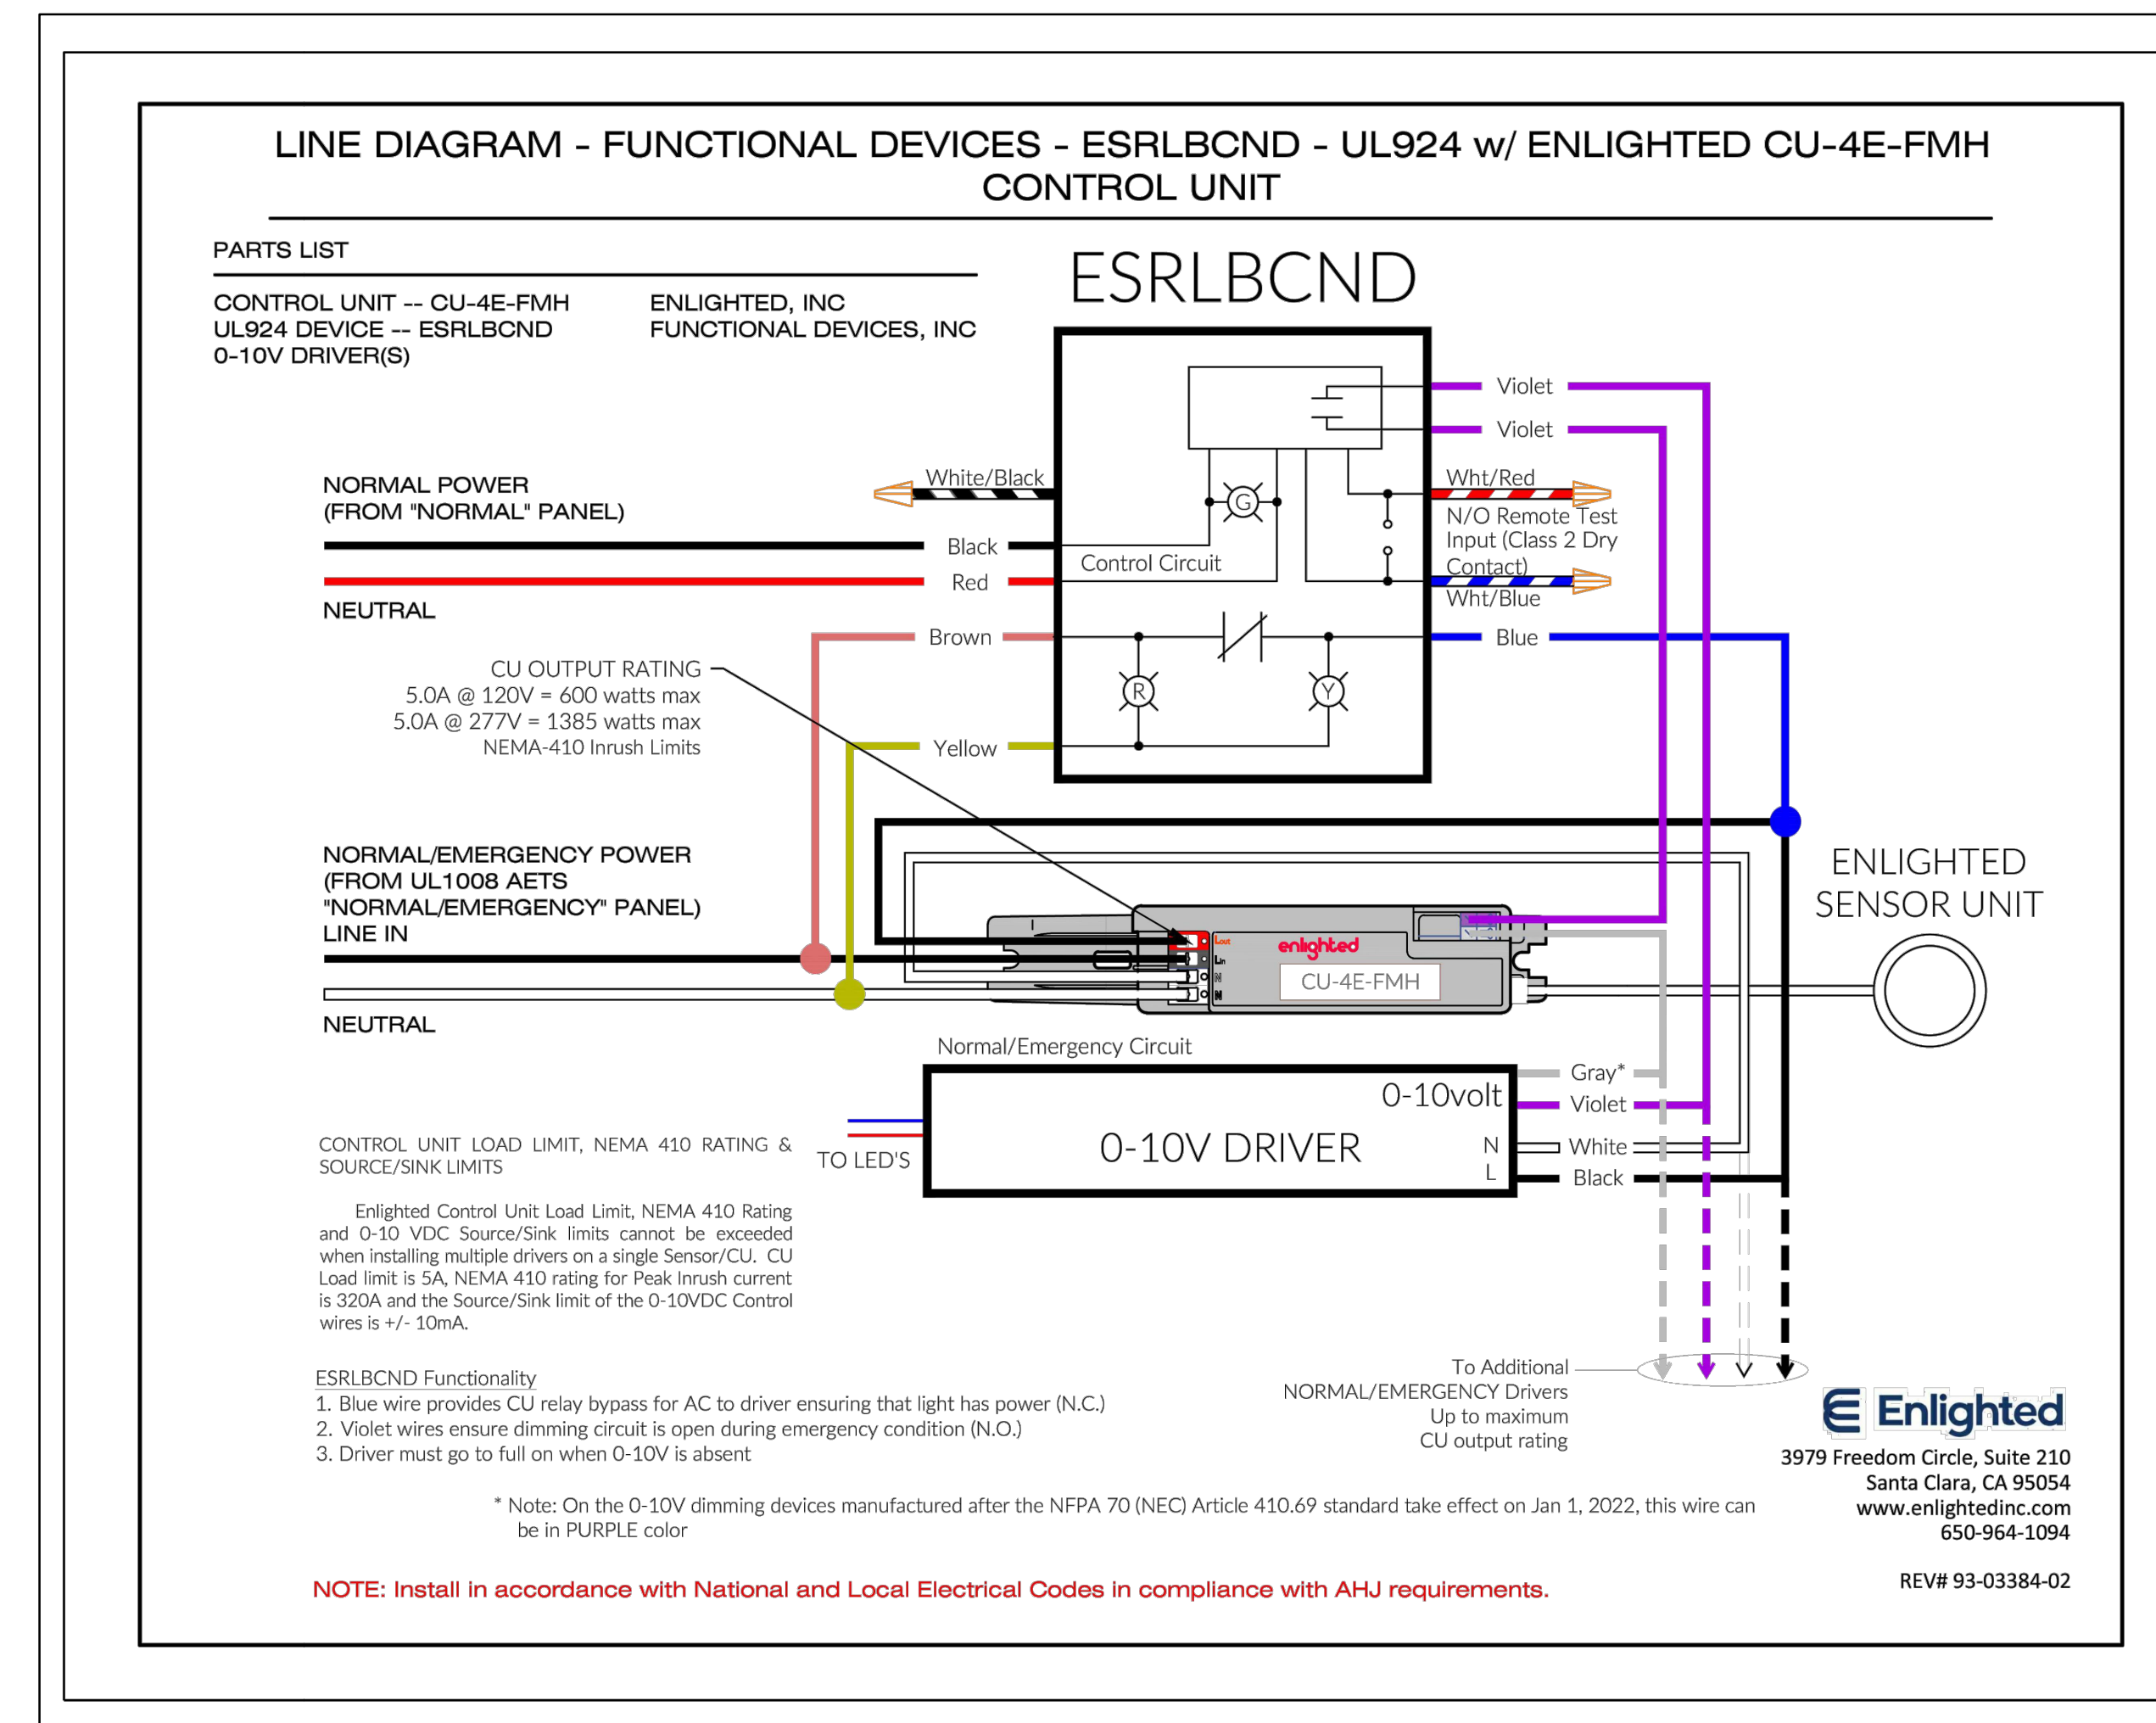 LINE DIAGRAM - FUNCTIONAL DEVICES - ESRLBCND - UL924 w/ ENLIGHTED CU-4E-FMH
CONTROL UNIT
PARTS LIST
CONTROL UNIT -- CU-4E-FMH
UL924 DEVICE -- ESRLBCND
0-10V DRIVER(S)
ENLIGHTED, INC
FUNCTIONAL DEVICES, INC
ESRLBCND
Violet
Violet
NORMAL POWER
(FROM "NORMAL" PANEL)
White/Black
G
Wht/Red
N/O Remote Test
Input (Class 2 Dry
Contact)
Wht/Blue
Black
Control Circuit
Red
NEUTRAL
Brown
Blue
CU OUTPUT RATING
5.0A @ 120V = 600 watts max
5.0A @ 277V = 1385 watts max
NEMA-410 Inrush Limits
R
Y
Yellow
NORMAL/EMERGENCY POWER
(FROM UL1008 AETS
"NORMAL/EMERGENCY" PANEL)
LINE IN
ENLIGHTED
SENSOR UNIT
Lout
Lin
N
N
enlighted
CU-4E-FMH
NEUTRAL
Normal/Emergency Circuit
0-10volt
0-10V DRIVER
N
L
Gray*
Violet
White
Black
TO LED'S
CONTROL UNIT LOAD LIMIT, NEMA 410 RATING &
SOURCE/SINK LIMITS
Enlighted Control Unit Load Limit, NEMA 410 Rating
and 0-10 VDC Source/Sink limits cannot be exceeded
when installing multiple drivers on a single Sensor/CU. CU
Load limit is 5A, NEMA 410 rating for Peak Inrush current
is 320A and the Source/Sink limit of the 0-10VDC Control
wires is +/- 10mA.
To Additional
NORMAL/EMERGENCY Drivers
Up to maximum
CU output rating
ESRLBCND Functionality
1. Blue wire provides CU relay bypass for AC to driver ensuring that light has power (N.C.)
2. Violet wires ensure dimming circuit is open during emergency condition (N.O.)
3. Driver must go to full on when 0-10V is absent
Enlighted
3979 Freedom Circle, Suite 210
Santa Clara, CA 95054
www.enlightedinc.com
650-964-1094
* Note: On the 0-10V dimming devices manufactured after the NFPA 70 (NEC) Article 410.69 standard take effect on Jan 1, 2022, this wire can
be in PURPLE color
REV# 93-03384-02
NOTE: Install in accordance with National and Local Electrical Codes in compliance with AHJ requirements.